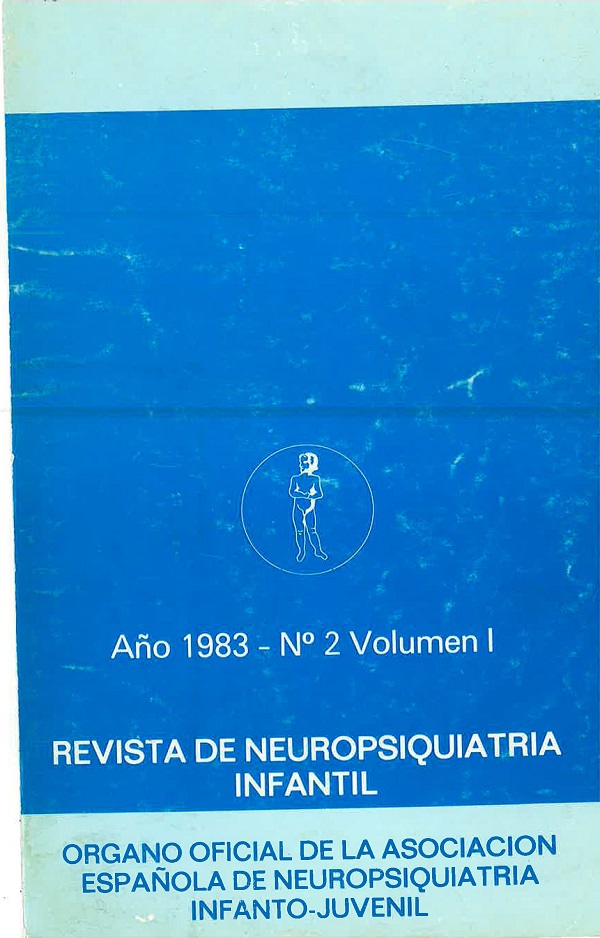 Año 1983 - Nº 2 Volumen I
REVISTA DE NEUROPSIQUIATRIA
INFANTIL
ORGANO OFICIAL DE LA ASOCIACION
ESPAÑOLA DE NEUROPSIQUIATRIA
INFANTO-JUVENIL